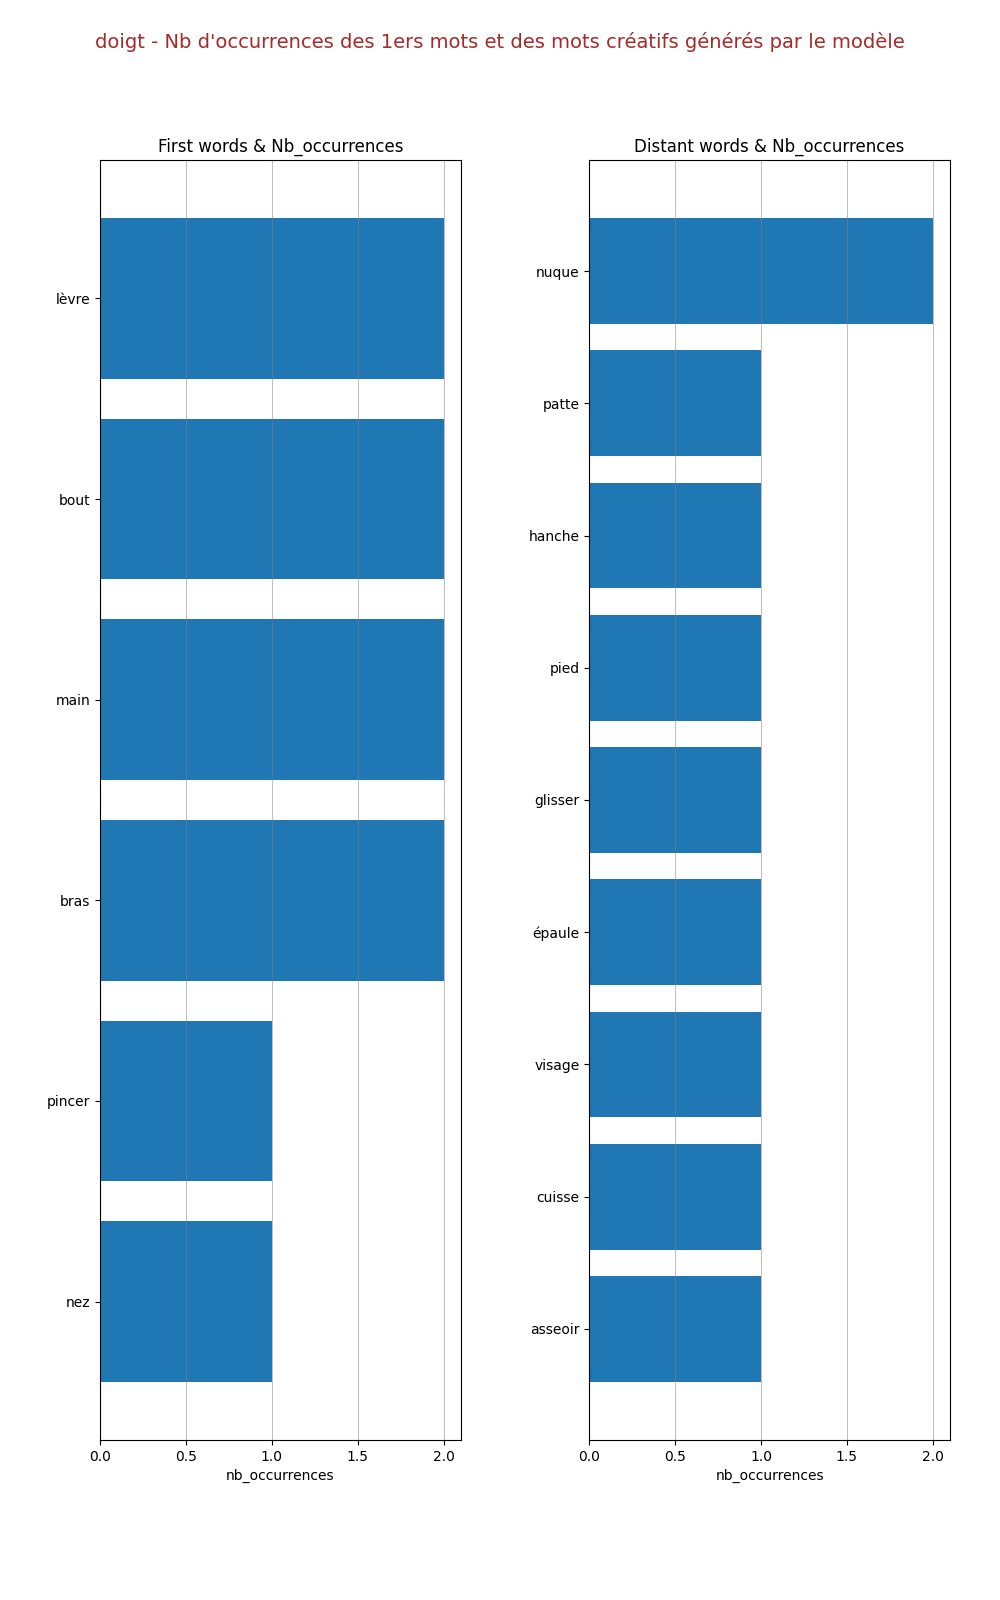 doigt - Nb d'occurrences des 1ers mots et des mots créatifs générés par le modèle
First words & Nb_occurrences
lèvre
bout
main
bras
pincer
nez
0.0 0.5 1.0 1.5 2.0
nb_occurrences
Distant words & Nb_occurrences
nuque
patte
hanche
pied
glisser
épaule
visage
cuisse
asseoir
0.0 0.5 1.0 1.5 2.0
nb_occurrences